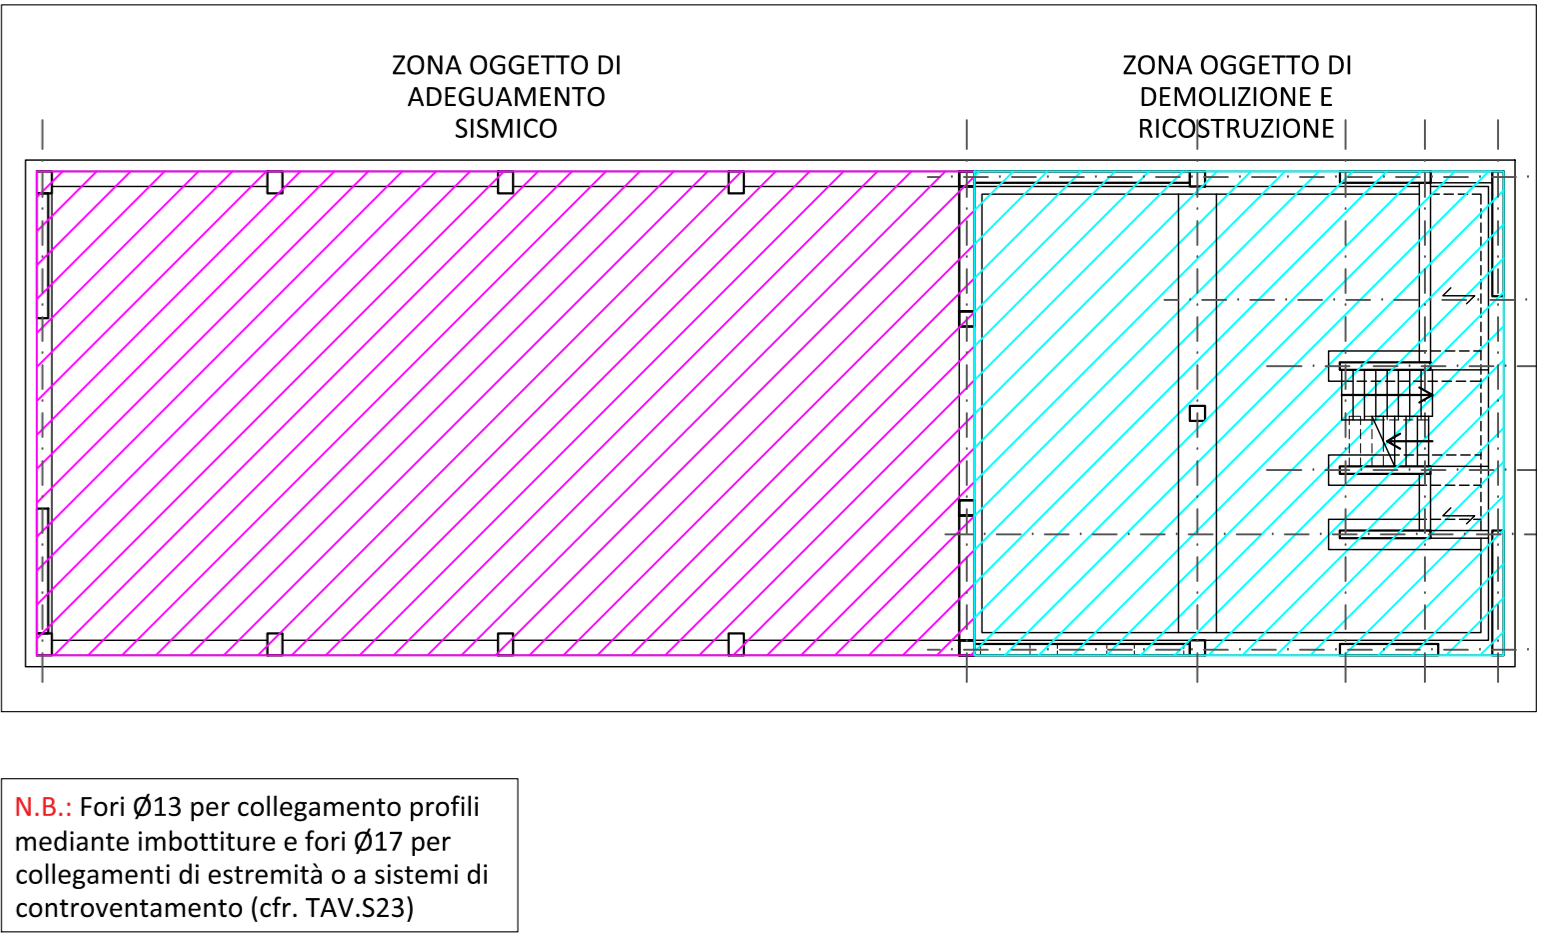 ZONA OGGETTO DI
ADEGUAMENTO
SISMICO
ZONA OGGETTO DI
DEMOLIZIONE E
RICOSTRUZIONE
N.B.: Fori Ø13 per collegamento profili
mediante imbottiture e fori Ø17 per
collegamenti di estremità o a sistemi di
controventamento (cfr. TAV.S23)